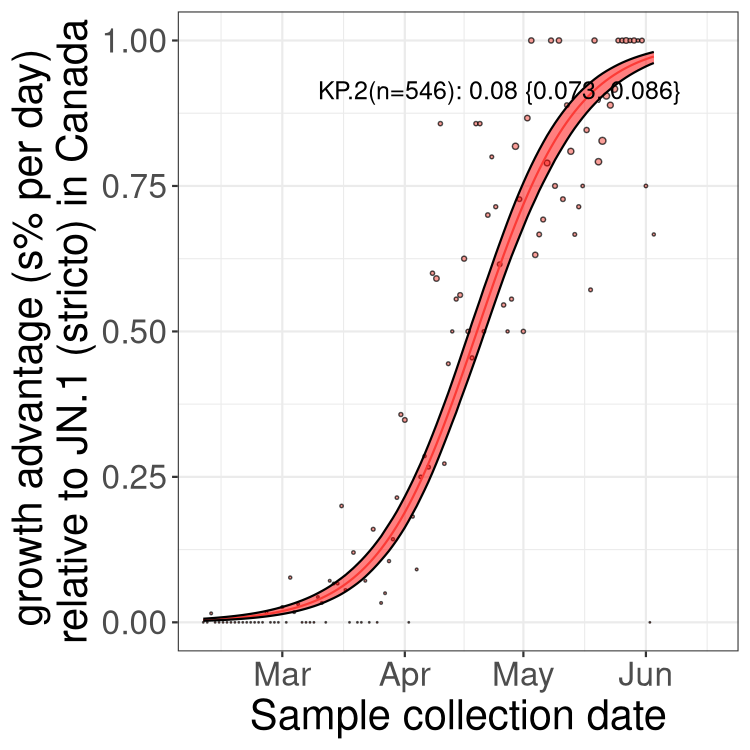 growth advantage (s% per day)
relative to JN.1 (stricto) in Canada
1.00
0.75
0.50
0.25
0.00
KP.2(n=546): 0.08 {0.073, 0.086}
Mar Apr May Jun
Sample collection date